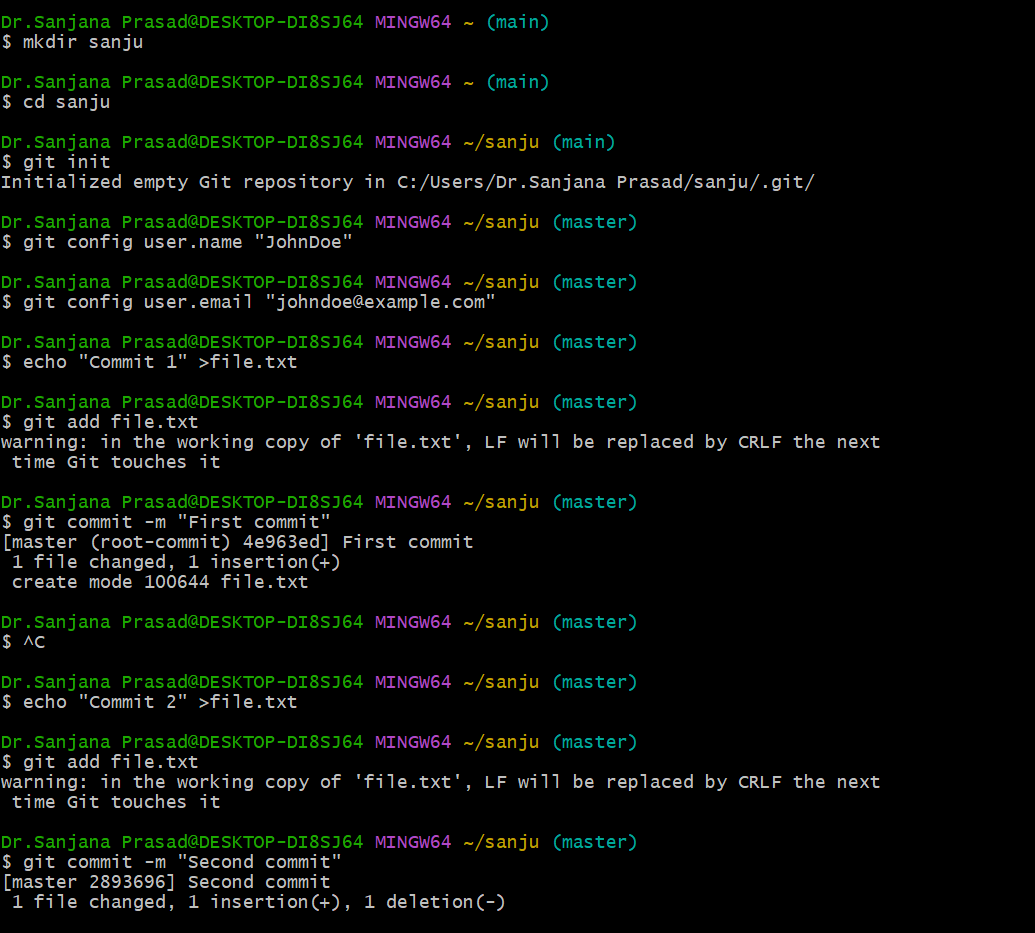 Dr.Sanjana Prasad@DESKTOP-DI8SJ64 MINGW64 ~ (main)
$ mkdir sanju
Dr.Sanjana Prasad@DESKTOP-DI8SJ64 MINGW64 ~ (main)
$ cd sanju
Dr.Sanjana Prasad@DESKTOP-DI8SJ64 MINGW64 ~/sanju (main)
$ git init
Initialized empty Git repository in C:/Users/Dr.Sanjana Prasad/sanju/.git/
Dr.Sanjana Prasad@DESKTOP-DI8SJ64 MINGW64 ~/sanju (master)
$ git config user.name "JohnDoe"
Dr.Sanjana Prasad@DESKTOP-DI8SJ64 MINGW64 ~/sanju (master)
$ git config user.email "johndoe@example.com"
Dr.Sanjana Prasad@DESKTOP-DI8SJ64 MINGW64 ~/sanju (master)
$ echo "Commit 1" >file.txt
Dr.Sanjana Prasad@DESKTOP-DI8SJ64 MINGW64 ~/sanju (master)
$ git add file.txt
warning: in the working copy of 'file.txt', LF will be replaced by CRLF the next
 time Git touches it
Dr.Sanjana Prasad@DESKTOP-DI8SJ64 MINGW64 ~/sanju (master)
$ git commit -m "First commit"
[master (root-commit) 4e963ed] First commit
 1 file changed, 1 insertion(+)
 create mode 100644 file.txt
Dr.Sanjana Prasad@DESKTOP-DI8SJ64 MINGW64 ~/sanju (master)
$ ^C
Dr.Sanjana Prasad@DESKTOP-DI8SJ64 MINGW64 ~/sanju (master)
$ echo "Commit 2" >file.txt
Dr.Sanjana Prasad@DESKTOP-DI8SJ64 MINGW64 ~/sanju (master)
$ git add file.txt
warning: in the working copy of 'file.txt', LF will be replaced by CRLF the next
 time Git touches it
Dr.Sanjana Prasad@DESKTOP-DI8SJ64 MINGW64 ~/sanju (master)
$ git commit -m "Second commit"
[master 2893696] Second commit
 1 file changed, 1 insertion(+), 1 deletion(-)